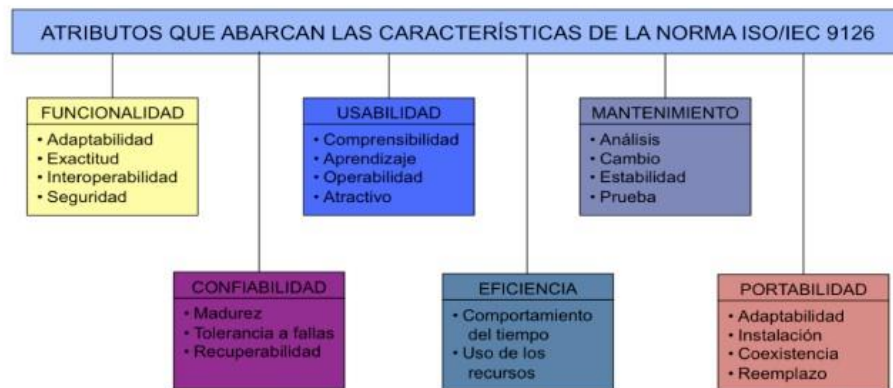 ATRIBUTOS QUE ABARCAN LAS CARACTERÍSTICAS DE LA NORMA ISO/IEC 9126
FUNCIONALIDAD
• Adaptabilidad
• Exactitud
• Interoperabilidad
• Seguridad
USABILIDAD
• Comprensibilidad
• Aprendizaje
• Operabilidad
• Atractivo
MANTENIMIENTO
• Análisis
• Cambio
• Estabilidad
• Prueba
CONFIABILIDAD
• Madurez
• Tolerancia a fallas
• Recuperabilidad
EFICIENCIA
• Comportamiento
del tiempo
• Uso de los
recursos
PORTABILIDAD
• Adaptabilidad
• Instalación
• Coexistencia
• Reemplazo